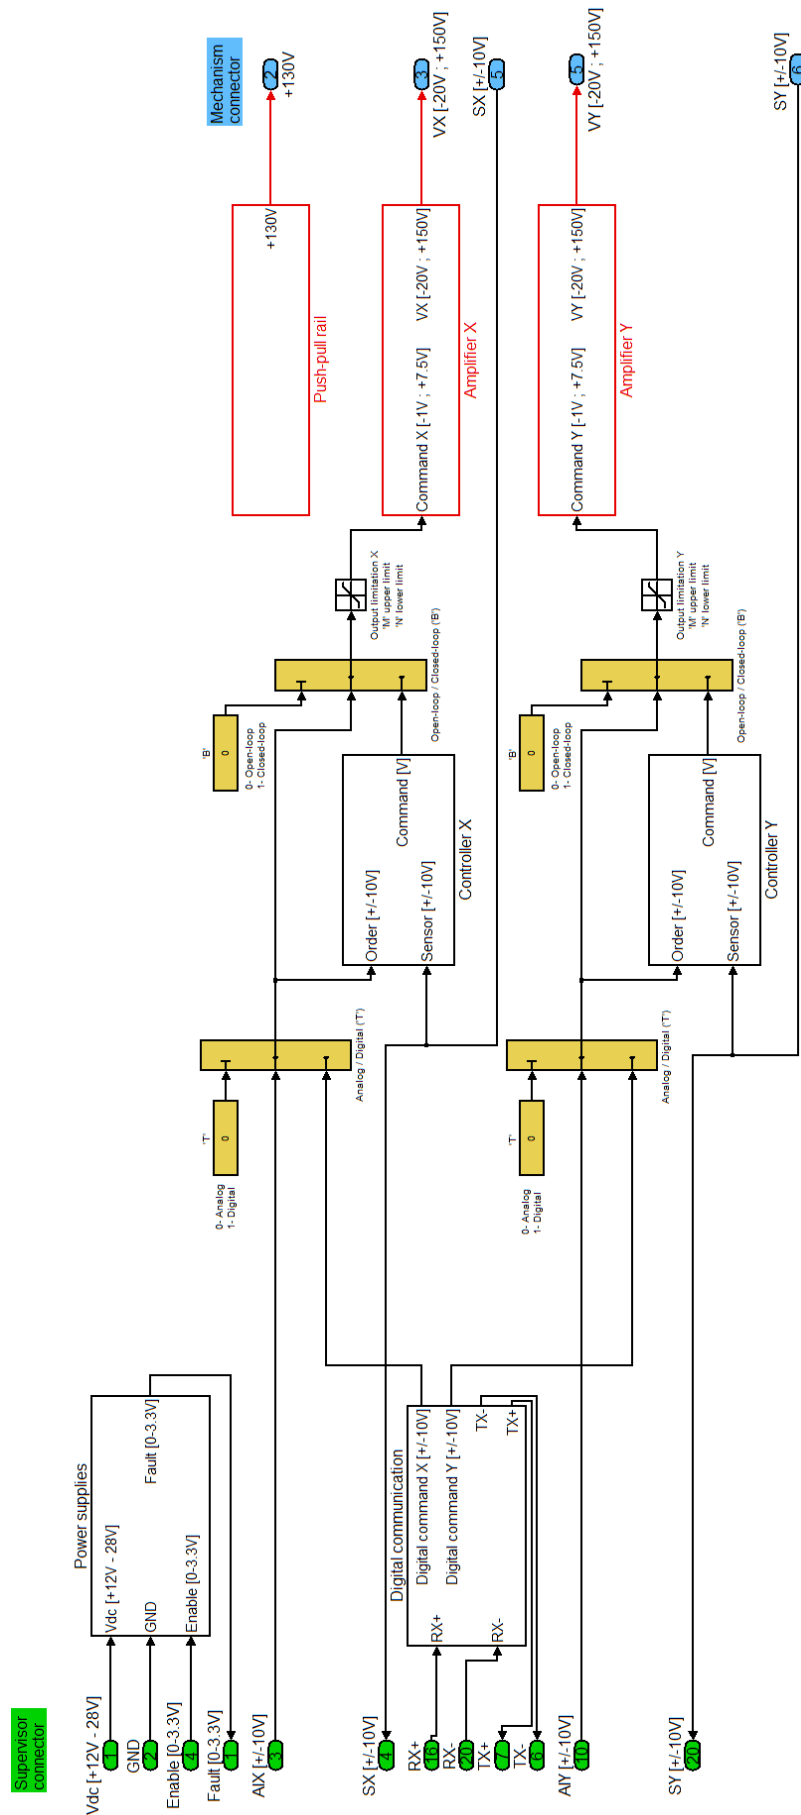 Supervisor
connector
Mechanism
connector
Vdc [+12V - 28V]
1
GND
2
Enable [0-3.3V]
4
Fault [0-3.3V]
1
AIX [+/-10V]
3
SX [+/-10V]
4
RX+
16
RX-
20
TX+
7
TX-
6
AIY [+/-10V]
10
SY [+/-10V]
20
Power supplies
Vdc [+12V - 28V]
GND
Enable [0-3.3V]
Fault [0-3.3V]
Digital communication
RX+
RX-
Digital command X [+/-10V]
Digital command Y [+/-10V]
TX-
TX+
'T'
0
0- Analog
1- Digital
Analog / Digital ('T')
Order [+/-10V]
Sensor [+/-10V]
Command [V]
Controller X
'B'
0
0- Open-loop
1- Closed-loop
Open-loop / Closed-loop ('B')
Output limitation X
'M' upper limit
'N' lower limit
Push-pull rail
+130V
2
+130V
Command X [-1V ; +7.5V]
VX [-20V ; +150V]
Amplifier X
3
VX [-20V ; +150V]
SX [+/-10V]
5
'T'
0
0- Analog
1- Digital
Analog / Digital ('T')
Order [+/-10V]
Sensor [+/-10V]
Command [V]
Controller Y
'B'
0
0- Open-loop
1- Closed-loop
Open-loop / Closed-loop ('B')
Output limitation Y
'M' upper limit
'N' lower limit
Command Y [-1V ; +7.5V]
VY [-20V ; +150V]
Amplifier Y
5
VY [-20V ; +150V]
SY [+/-10V]
6